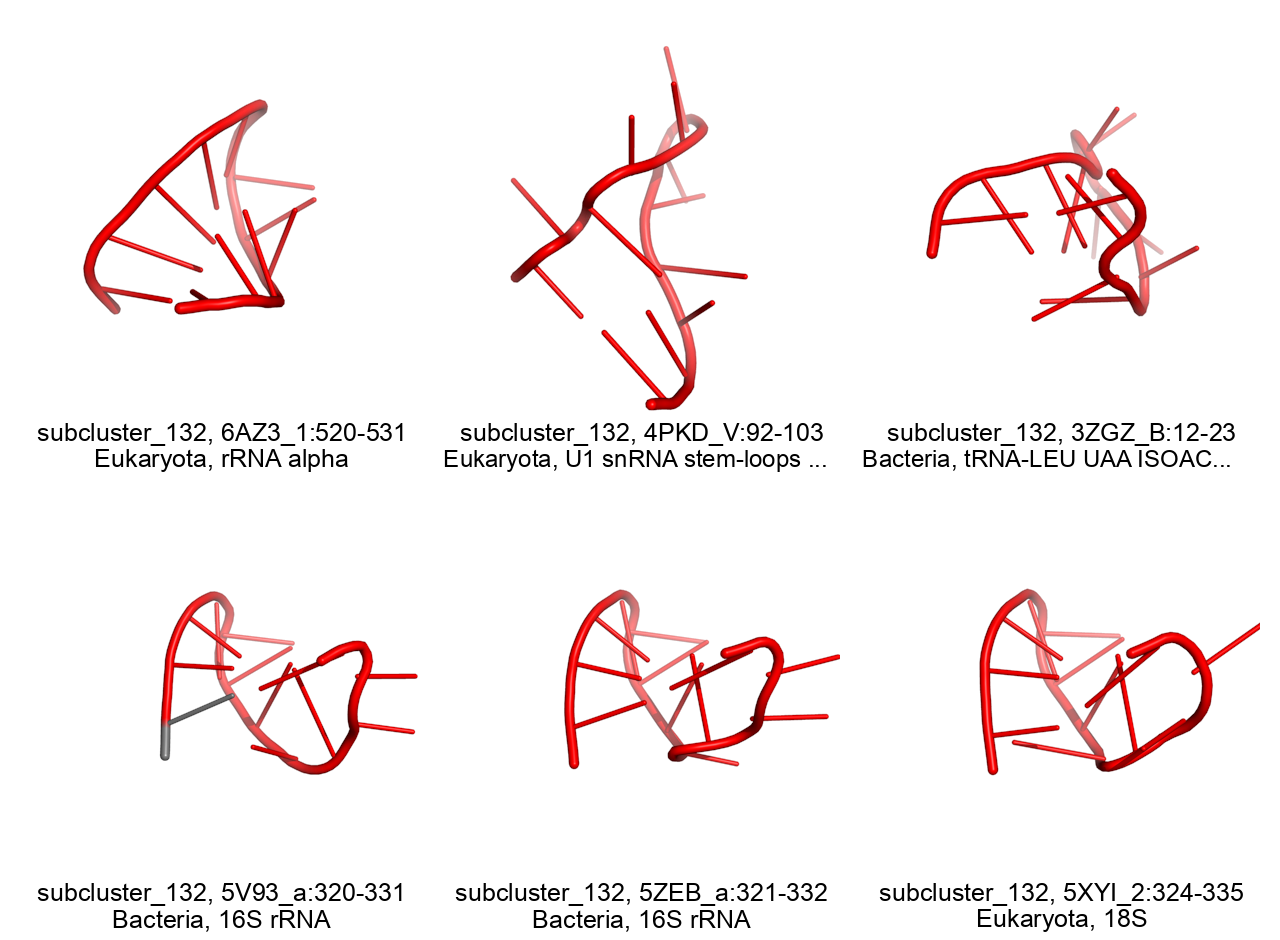 subcluster_132, 6AZ3_1:520-531
Eukaryota, rRNA alpha
subcluster_132, 4PKD_V:92-103
Eukaryota, U1 snRNA stem-loops ...
subcluster_132, 3ZGZ_B:12-23
Bacteria, tRNA-LEU UAA ISOAC...
subcluster_132, 5V93_a:320-331
Bacteria, 16S rRNA
subcluster_132, 5ZEB_a:321-332
Bacteria, 16S rRNA
subcluster_132, 5XYI_2:324-335
Eukaryota, 18S